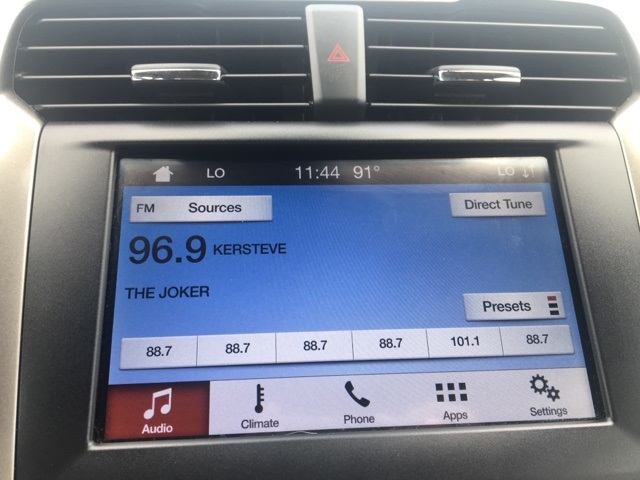 LO 11:44 91° LO
FM Sources Direct Tune
96.9 KERSTEVE
THE JOKER
Presets
88.7 88.7 88.7 88.7 101.1 88.7
Audio Climate Phone Apps Settings